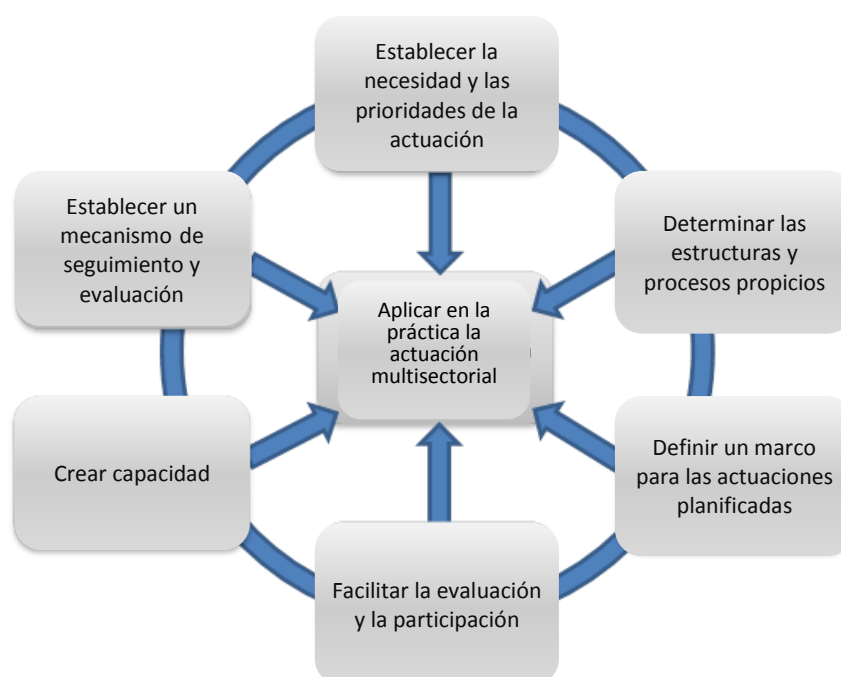 Establecer la
necesidad y las
prioridades de la
actuación
Determinar las
estructuras y
procesos propicios
Definir un marco
para las actuaciones
planificadas
Facilitar la evaluación
y la participación
Crear capacidad
Establecer un
mecanismo de
seguimiento y
evaluación
Aplicar en la
práctica la
actuación
multisectorial